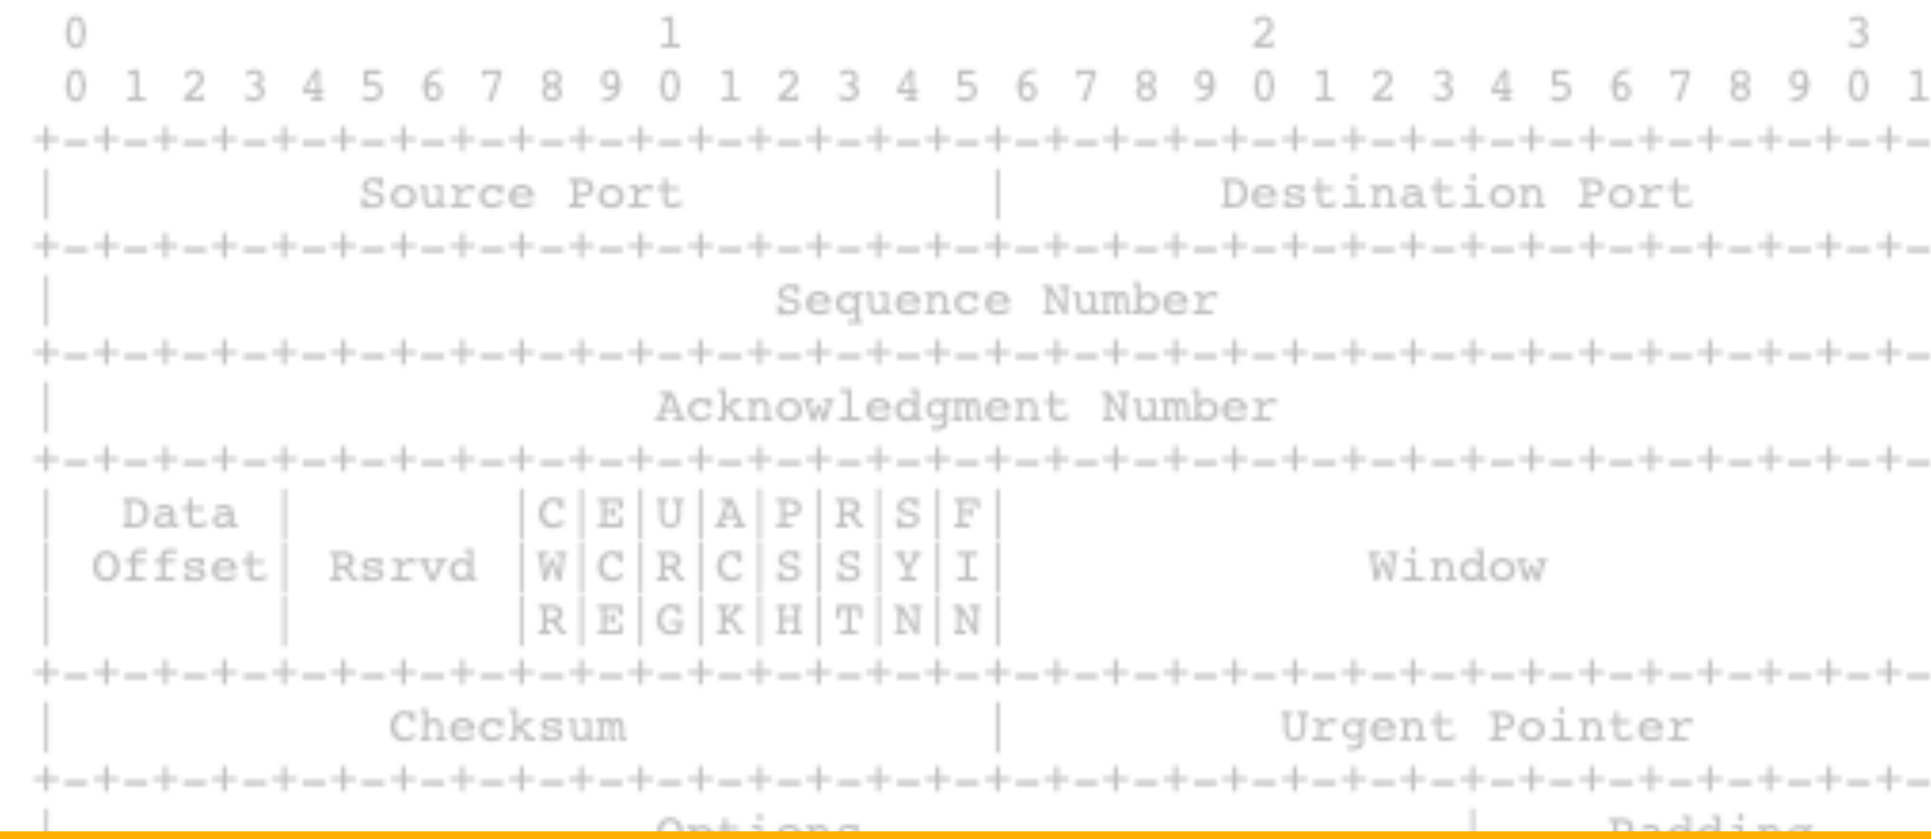 0                   1                   2                   3
 0 1 2 3 4 5 6 7 8 9 0 1 2 3 4 5 6 7 8 9 0 1 2 3 4 5 6 7 8 9 0 1
+-+-+-+-+-+-+-+-+-+-+-+-+-+-+-+-+-+-+-+-+-+-+-+-+-+-+-+-+-+-+-+-
|          Source Port          |       Destination Port
+-+-+-+-+-+-+-+-+-+-+-+-+-+-+-+-+-+-+-+-+-+-+-+-+-+-+-+-+-+-+-+-
|                        Sequence Number
+-+-+-+-+-+-+-+-+-+-+-+-+-+-+-+-+-+-+-+-+-+-+-+-+-+-+-+-+-+-+-+-
|                    Acknowledgment Number
+-+-+-+-+-+-+-+-+-+-+-+-+-+-+-+-+-+-+-+-+-+-+-+-+-+-+-+-+-+-+-+-
|  Data |       |C|E|U|A|P|R|S|F|
| Offset| Rsrvd |W|C|R|C|S|S|Y|I|            Window
|       |       |R|E|G|K|H|T|N|N|
+-+-+-+-+-+-+-+-+-+-+-+-+-+-+-+-+-+-+-+-+-+-+-+-+-+-+-+-+-+-+-+-
|           Checksum            |         Urgent Pointer
+-+-+-+-+-+-+-+-+-+-+-+-+-+-+-+-+-+-+-+-+-+-+-+-+-+-+-+-+-+-+-+-
|                    Options                    |    Padding